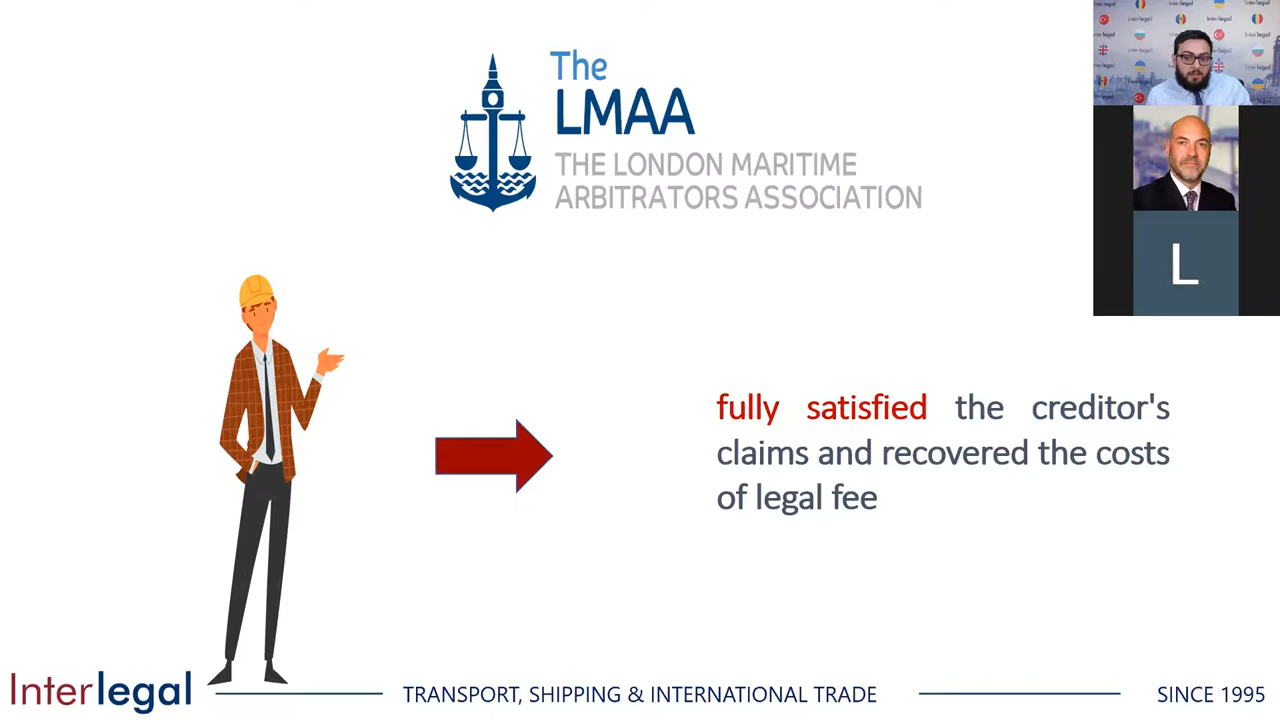 The
LMAA
THE LONDON MARITIME
ARBITRATORS ASSOCIATION
L
fully satisfied the creditor's
claims and recovered the costs
of legal fee
Interlegal
TRANSPORT, SHIPPING & INTERNATIONAL TRADE
SINCE 1995